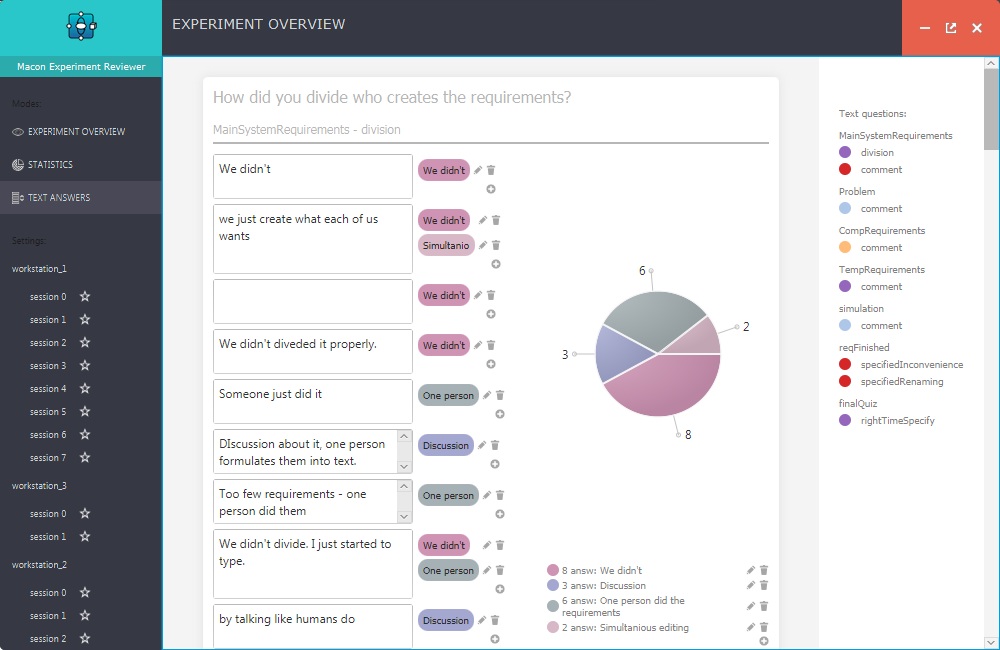 EXPERIMENT OVERVIEW
Macon Experiment Reviewer
Modes:
EXPERIMENT OVERVIEW
STATISTICS
TEXT ANSWERS
Settings:
workstation_1
session 0
session 1
session 2
session 3
session 4
session 5
session 6
session 7
workstation_3
session 0
session 1
workstation_2
session 0
session 1
session 2
How did you divide who creates the requirements?
MainSystemRequirements - division
We didn't
We didn't
we just create what each of us
wants
We didn't
Simultanio
We didn't
We didn't diveded it properly.
We didn't
Someone just did it
One person
DIscussion about it, one person
formulates them into text.
Discussion
Too few requirements - one
person did them
One person
We didn't divide. I just started to
type.
We didn't
One person
by talking like humans do
Discussion
6
2
3
8
8 answ: We didn't
3 answ: Discussion
6 answ: One person did the
requirements
2 answ: Simultanious editing
Text questions:
MainSystemRequirements
division
comment
Problem
comment
CompRequirements
comment
TempRequirements
comment
simulation
comment
reqFinished
specifiedInconvenience
specifiedRenaming
finalQuiz
rightTimeSpecify